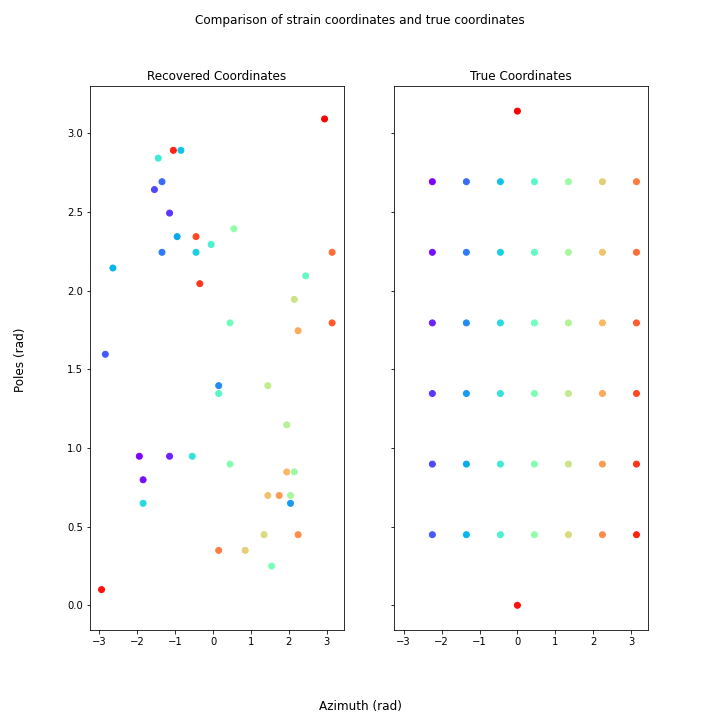 Comparison of strain coordinates and true coordinates
Recovered Coordinates
True Coordinates
Poles (rad)
3.0
2.5
2.0
1.5
1.0
0.5
0.0
−3 −2 −1 0 1 2 3
−3 −2 −1 0 1 2 3
Azimuth (rad)